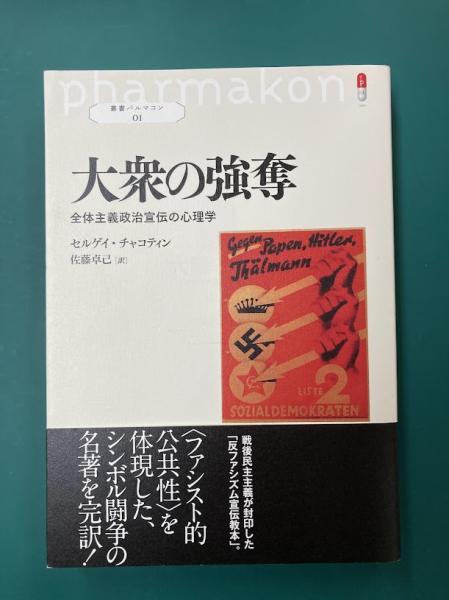 pharmakon
叢書パルマコン
01
大衆の強奪
全体主義政治宣伝の心理学
セルゲイ・チャコティン
佐藤卓己［訳］
Gegen Papen, Hitler,
Thälmann
LISTE 2
SOZIALDEMOKRATEN
戦後民主主義が封印した
「反ファシズム宣伝教本」。
〈ファシスト的
公共性〉を
体現した、
シンボル闘争の
名著を完訳！